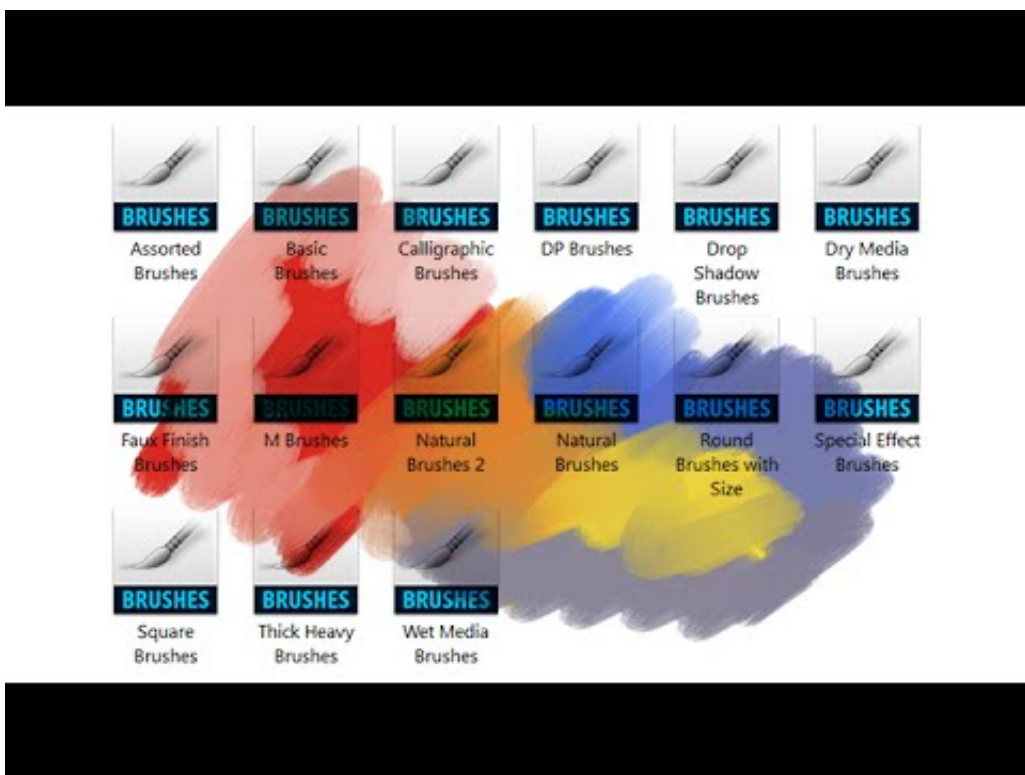 BRUSHES BRUSHES BRUSHES BRUSHES BRUSHES BRUSHES
Assorted Brushes
Basic Brushes
Calligraphic Brushes
DP Brushes
Drop Shadow Brushes
Dry Media Brushes
BRUSHES BRUSHES BRUSHES BRUSHES BRUSHES BRUSHES
Faux Finish Brushes
M Brushes
Natural Brushes 2
Natural Brushes
Round Brushes with Size
Special Effect Brushes
BRUSHES BRUSHES BRUSHES
Square Brushes
Thick Heavy Brushes
Wet Media Brushes